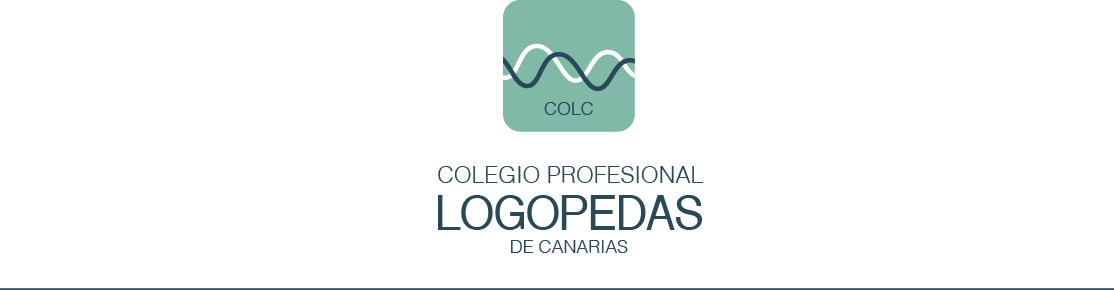 COLC
COLEGIO PROFESIONAL
LOGOPEDAS
DE CANARIAS